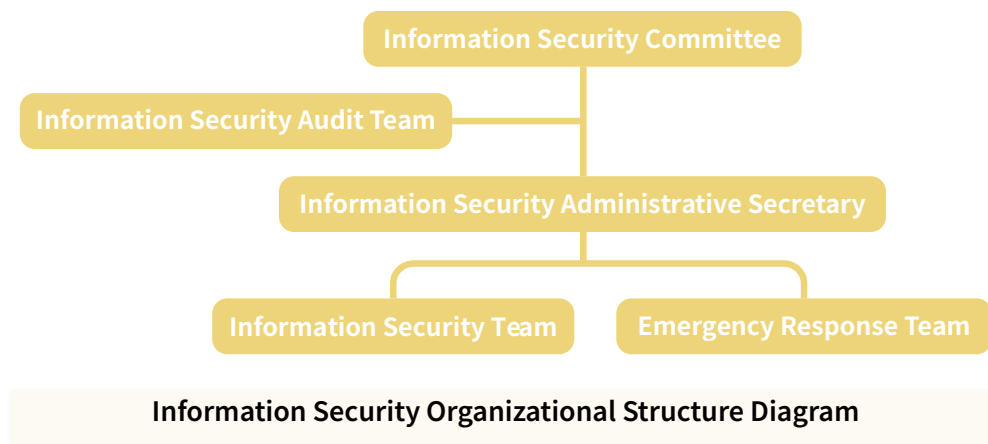 Information Security Committee
Information Security Audit Team
Information Security Administrative Secretary
Information Security Team
Emergency Response Team
Information Security Organizational Structure Diagram